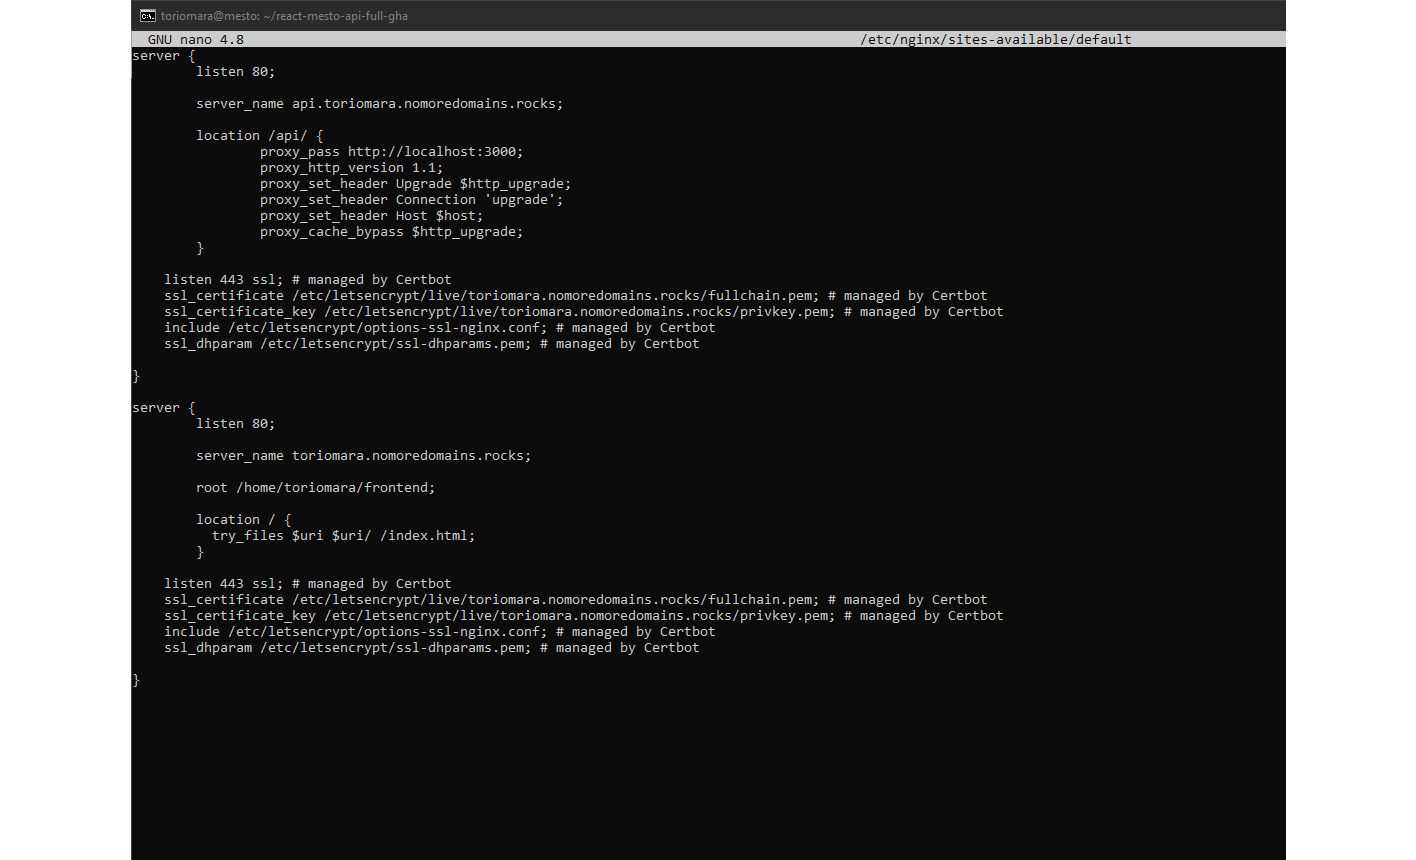 toriomara@mesto: ~/react-mesto-api-full-gha
GNU nano 4.8 /etc/nginx/sites-available/default
server {
listen 80;
server_name api.toriomara.nomoredomains.rocks;
location /api/ {
proxy_pass http://localhost:3000;
proxy_http_version 1.1;
proxy_set_header Upgrade $http_upgrade;
proxy_set_header Connection 'upgrade';
proxy_set_header Host $host;
proxy_cache_bypass $http_upgrade;
}
listen 443 ssl; # managed by Certbot
ssl_certificate /etc/letsencrypt/live/toriomara.nomoredomains.rocks/fullchain.pem; # managed by Certbot
ssl_certificate_key /etc/letsencrypt/live/toriomara.nomoredomains.rocks/privkey.pem; # managed by Certbot
include /etc/letsencrypt/options-ssl-nginx.conf; # managed by Certbot
ssl_dhparam /etc/letsencrypt/ssl-dhparams.pem; # managed by Certbot
}
server {
listen 80;
server_name toriomara.nomoredomains.rocks;
root /home/toriomara/frontend;
location / {
try_files $uri $uri/ /index.html;
}
listen 443 ssl; # managed by Certbot
ssl_certificate /etc/letsencrypt/live/toriomara.nomoredomains.rocks/fullchain.pem; # managed by Certbot
ssl_certificate_key /etc/letsencrypt/live/toriomara.nomoredomains.rocks/privkey.pem; # managed by Certbot
include /etc/letsencrypt/options-ssl-nginx.conf; # managed by Certbot
ssl_dhparam /etc/letsencrypt/ssl-dhparams.pem; # managed by Certbot
}